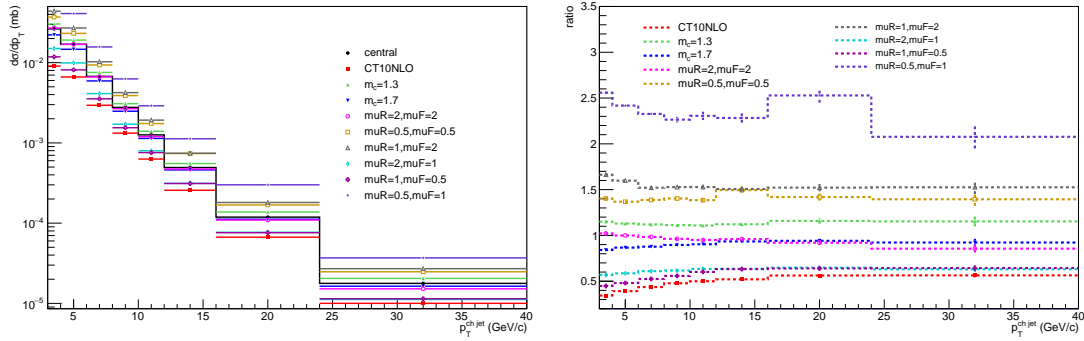 dσ/dp_T (mb)
10⁻²
10⁻³
10⁻⁴
10⁻⁵
central
CT10NLO
m_c=1.3
m_c=1.7
muR=2,muF=2
muR=0.5,muF=0.5
muR=1,muF=2
muR=2,muF=1
muR=1,muF=0.5
muR=0.5,muF=1
5 10 15 20 25 30 35 40
p_T^ch jet (GeV/c)
ratio
3.5
3
2.5
2
1.5
1
0.5
CT10NLO
m_c=1.3
m_c=1.7
muR=2,muF=2
muR=0.5,muF=0.5
muR=1,muF=2
muR=2,muF=1
muR=1,muF=0.5
muR=0.5,muF=1
5 10 15 20 25 30 35 40
p_T^ch jet (GeV/c)